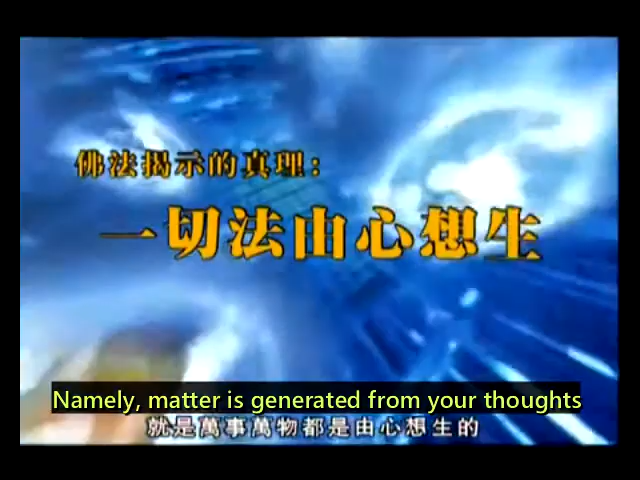 佛法揭示的真理：
一切法由心想生
Namely, matter is generated from your thoughts
就是萬事萬物都是由心想生的